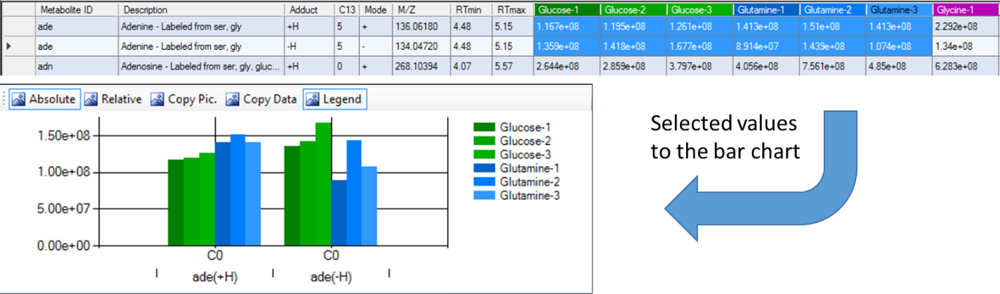 Metabolite ID Description Adduct C13 Mode M/Z RTmin RTmax Glucose-1 Glucose-2 Glucose-3 Glutamine-1 Glutamine-2 Glutamine-3 Glycine-1
ade Adenine - Labeled from ser, gly +H 5 + 136.06180 4.48 5.15 1.167e+08 1.195e+08 1.261e+08 1.413e+08 1.51e+08 1.413e+08 2.292e+08
ade Adenine - Labeled from ser, gly -H 5 - 134.04720 4.48 5.15 1.359e+08 1.418e+08 1.677e+08 8.914e+07 1.439e+08 1.074e+08 1.34e+08
adn Adenosine - Labeled from ser, gly, gluc... +H 0 + 268.10394 4.07 5.57 2.644e+08 2.859e+08 3.797e+08 4.056e+08 7.561e+08 4.85e+08 6.283e+08
Absolute Relative Copy Pic. Copy Data Legend
1.50e+08
1.00e+08
5.00e+07
0.00e+00
C0 C0
ade(+H) ade(-H)
Glucose-1
Glucose-2
Glucose-3
Glutamine-1
Glutamine-2
Glutamine-3
Selected values
to the bar chart